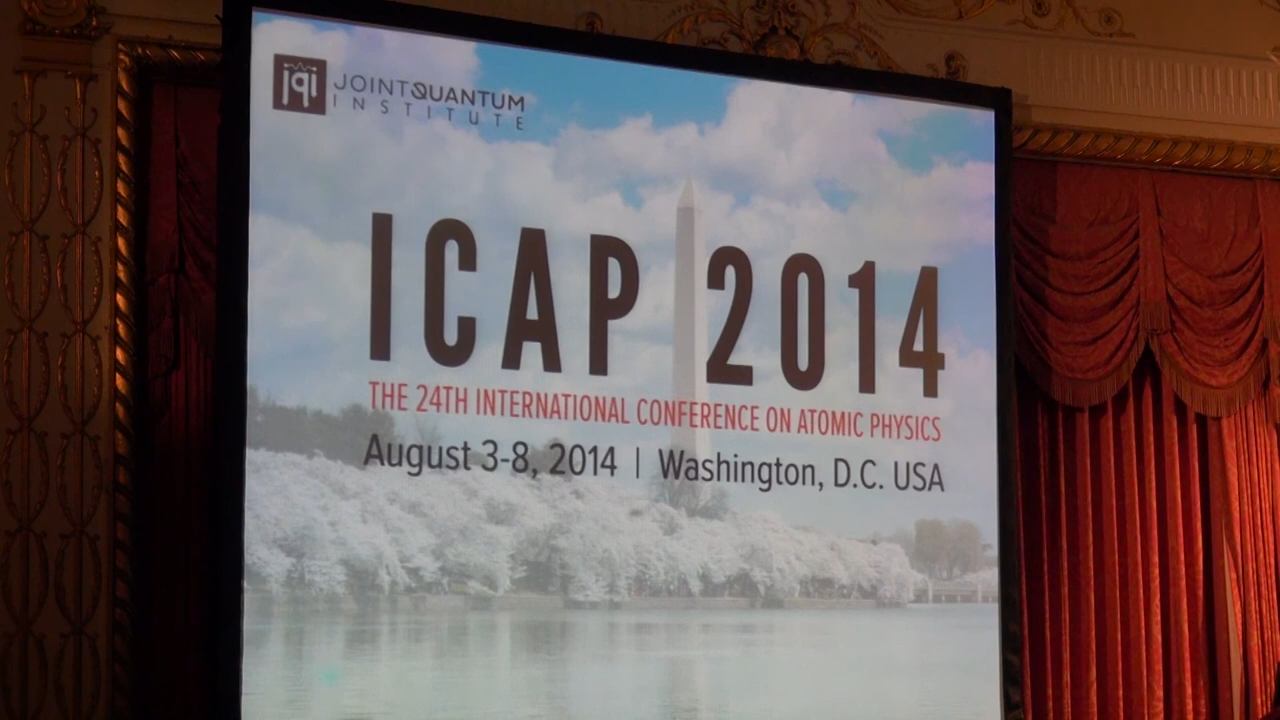 jqi
JOINT QUANTUM
INSTITUTE
ICAP 2014
THE 24TH INTERNATIONAL CONFERENCE ON ATOMIC PHYSICS
August 3-8, 2014 | Washington, D.C. USA